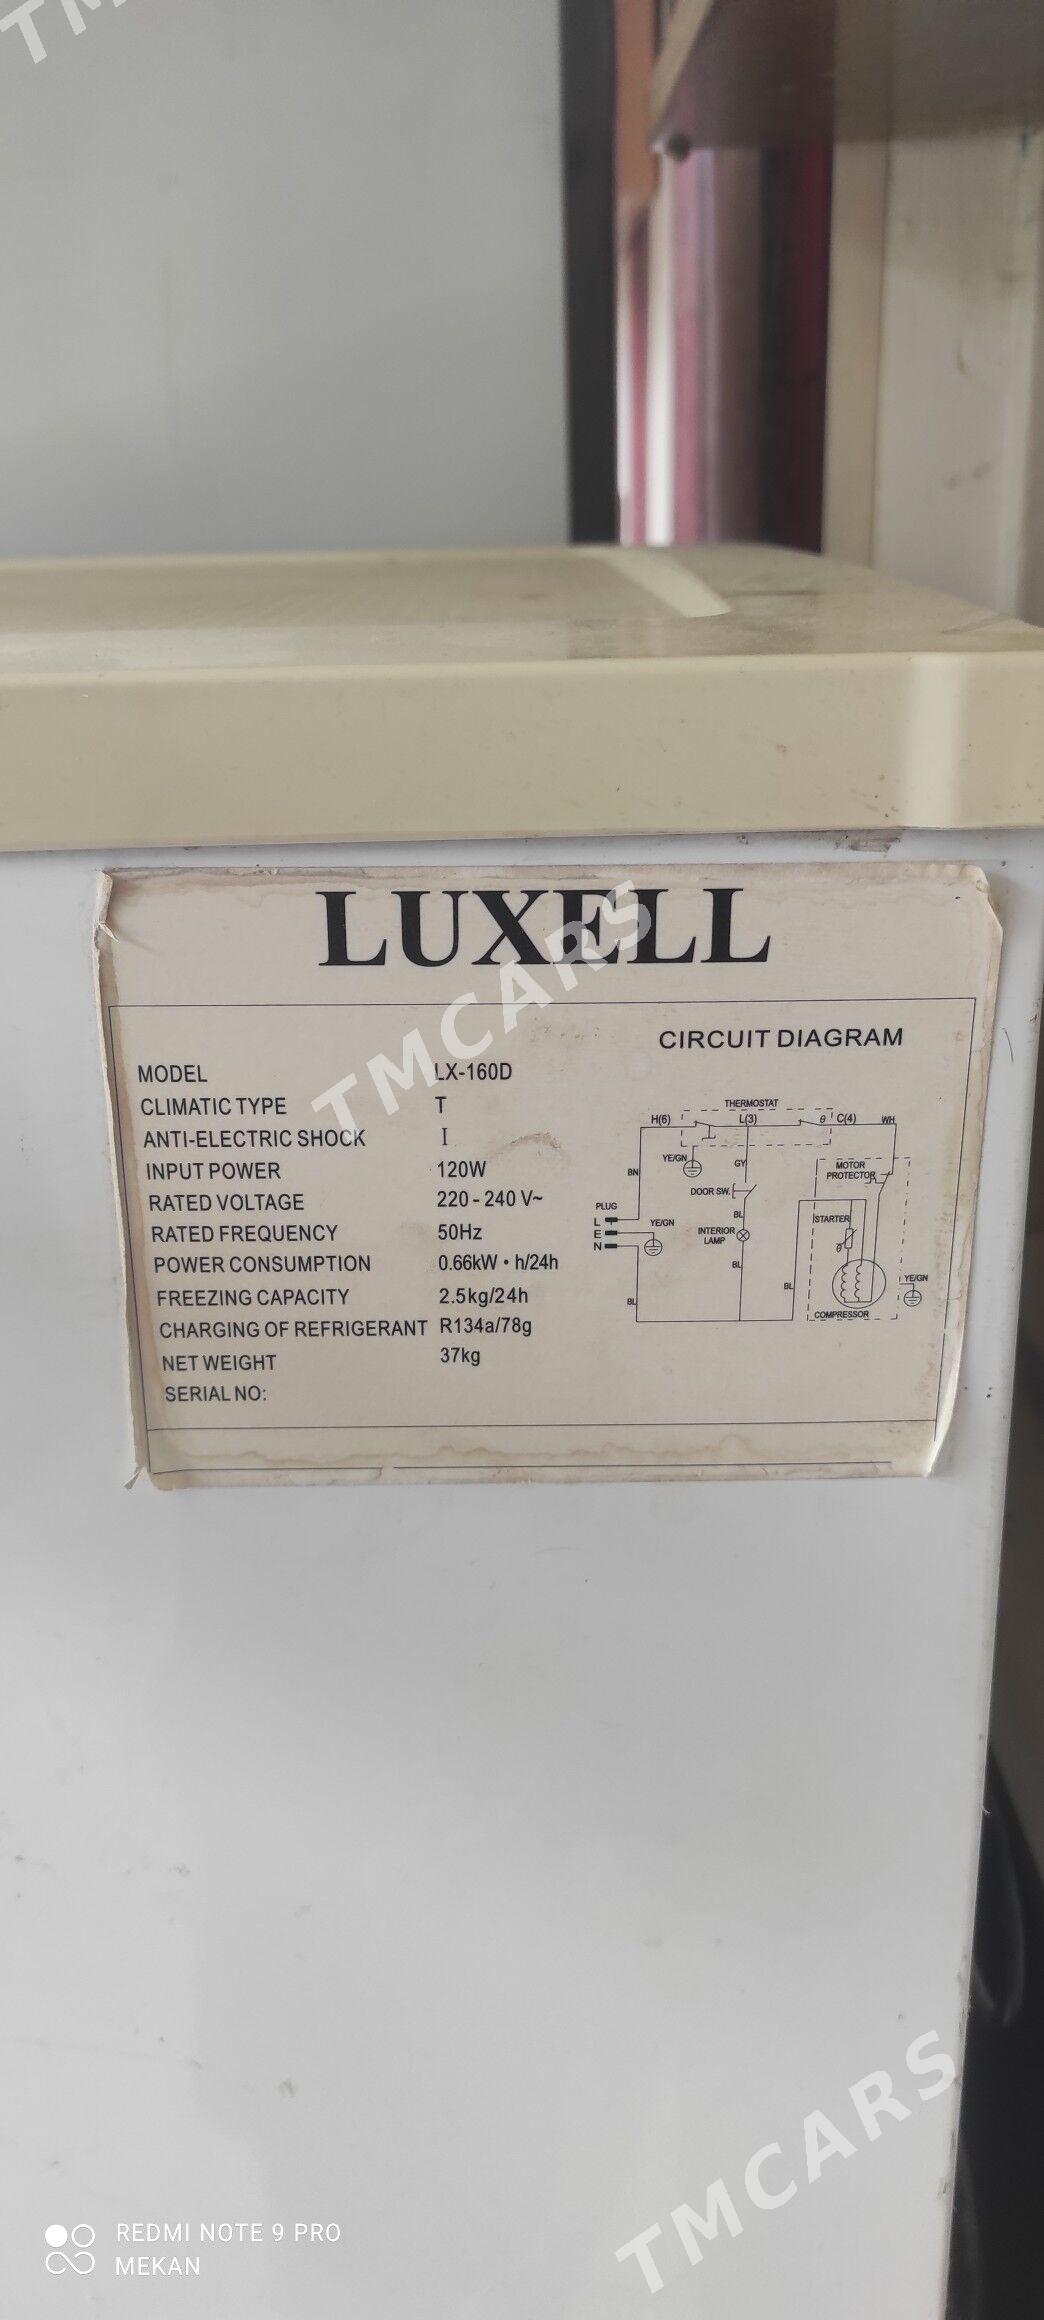 TM
LUXELL
CIRCUIT DIAGRAM
MODEL LX-160D
CLIMATIC TYPE T
ANTI-ELECTRIC SHOCK I
INPUT POWER 120W
RATED VOLTAGE 220 - 240 V~
RATED FREQUENCY 50Hz
POWER CONSUMPTION 0.66kW • h/24h
FREEZING CAPACITY 2.5kg/24h
CHARGING OF REFRIGERANT R134a/78g
NET WEIGHT 37kg
SERIAL NO:
THERMOSTAT
H(6) L(3) θ C(4) WH
YE/GN
BN
GY
MOTOR
PROTECTOR
DOOR SW.
PLUG
L
E
N
YE/GN
BL
INTERIOR
LAMP
STARTER
θ
BL
BL
YE/GN
BL
COMPRESSOR
TMCARS
TMCARS
REDMI NOTE 9 PRO
MEKAN